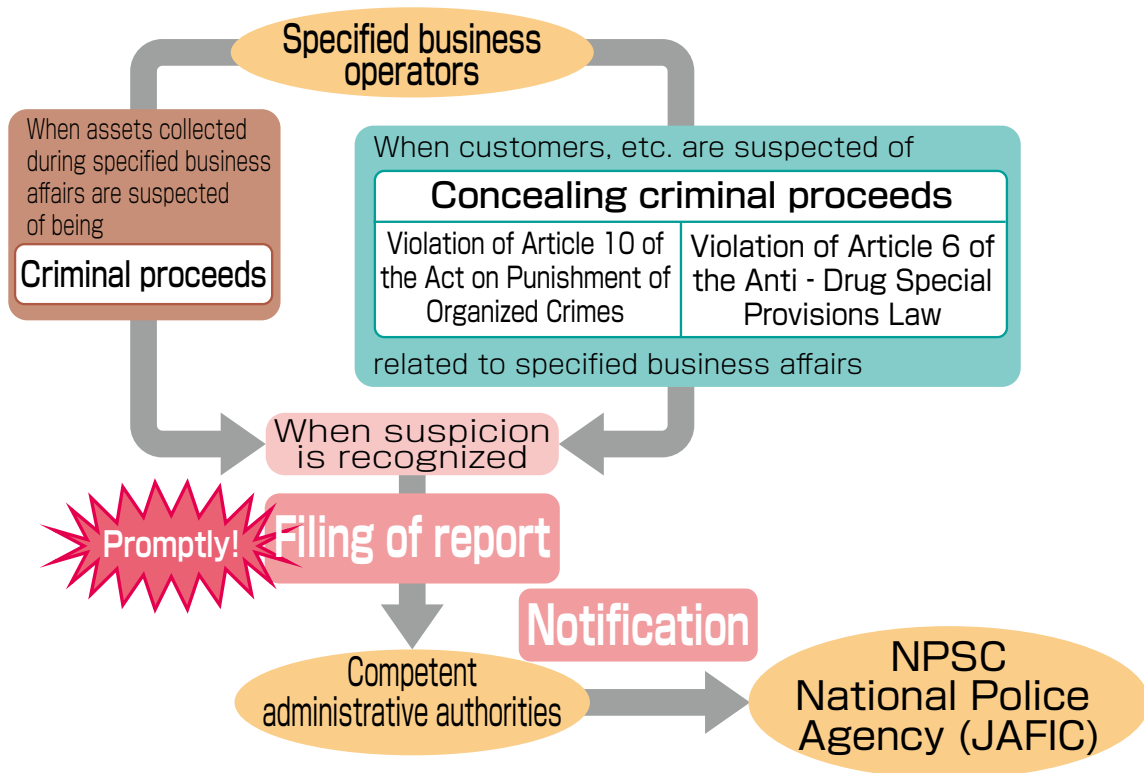 Specified business
operators
When assets collected
during specified business
affairs are suspected
of being
Criminal proceeds
When customers, etc. are suspected of
Concealing criminal proceeds
Violation of Article 10 of
the Act on Punishment of
Organized Crimes
Violation of Article 6 of
the Anti - Drug Special
Provisions Law
related to specified business affairs
When suspicion
is recognized
Promptly!
Filing of report
Notification
Competent
administrative authorities
NPSC
National Police
Agency (JAFIC)